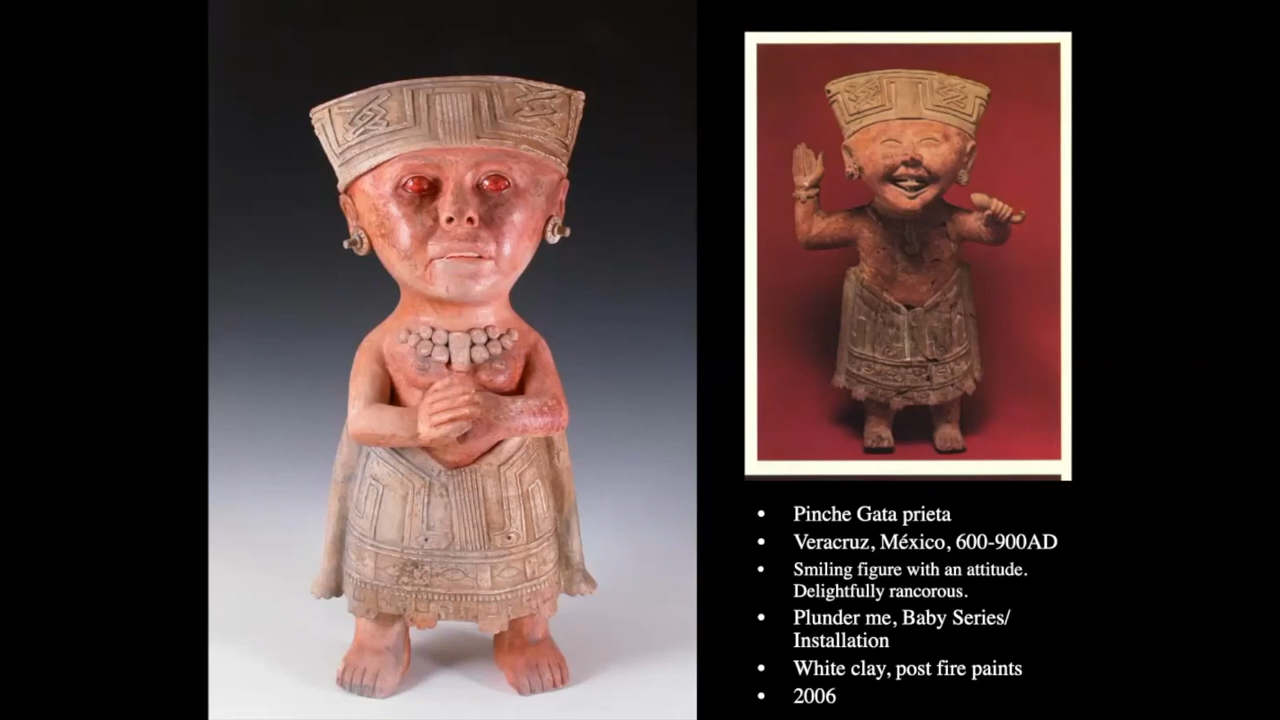 • Pinche Gata prieta
• Veracruz, México, 600-900AD
• Smiling figure with an attitude.
Delightfully rancorous.
• Plunder me, Baby Series/
Installation
• White clay, post fire paints
• 2006